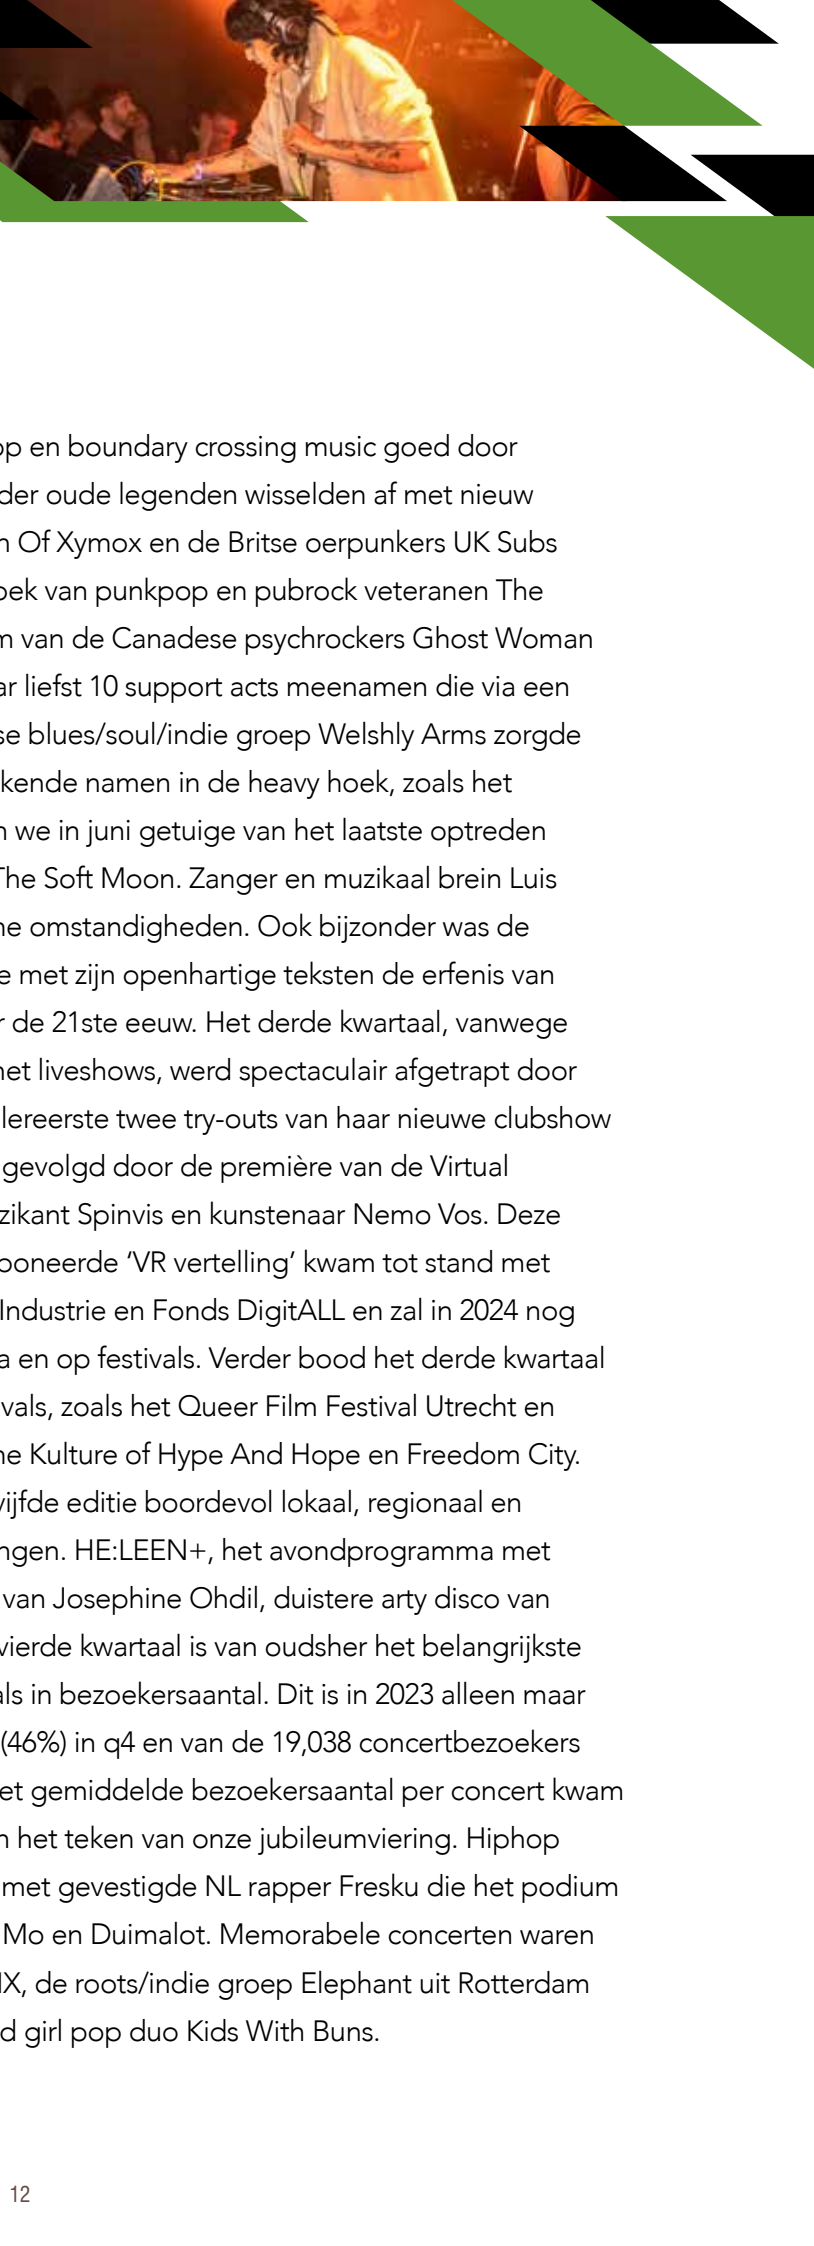 op en boundary crossing music goed door
der oude legenden wisselden af met nieuw
n Of Xymox en de Britse oerpunkers UK Subs
oek van punkpop en pubrock veteranen The
m van de Canadese psychrockers Ghost Woman
ar liefst 10 support acts meenamen die via een
se blues/soul/indie groep Welshly Arms zorgde
kende namen in de heavy hoek, zoals het
n we in juni getuige van het laatste optreden
The Soft Moon. Zanger en muzikaal brein Luis
he omstandigheden. Ook bijzonder was de
e met zijn openhartige teksten de erfenis van
r de 21ste eeuw. Het derde kwartaal, vanwege
net liveshows, werd spectaculair afgetrapt door
llereerste twee try-outs van haar nieuwe clubshow
gevolgd door de première van de Virtual
zikant Spinvis en kunstenaar Nemo Vos. Deze
poneerde ‘VR vertelling’ kwam tot stand met
Industrie en Fonds DigitALL en zal in 2024 nog
a en op festivals. Verder bood het derde kwartaal
vals, zoals het Queer Film Festival Utrecht en
he Kulture of Hype And Hope en Freedom City.
vijfde editie boordevol lokaal, regionaal en
ngen. HE:LEEN+, het avondprogramma met
van Josephine Ohdil, duistere arty disco van
vierde kwartaal is van oudsher het belangrijkste
als in bezoekersaantal. Dit is in 2023 alleen maar
(46%) in q4 en van de 19,038 concertbezoekers
et gemiddelde bezoekersaantal per concert kwam
n het teken van onze jubileumviering. Hiphop
met gevestigde NL rapper Fresku die het podium
Mo en Duimalot. Memorabele concerten waren
IX, de roots/indie groep Elephant uit Rotterdam
d girl pop duo Kids With Buns.
12